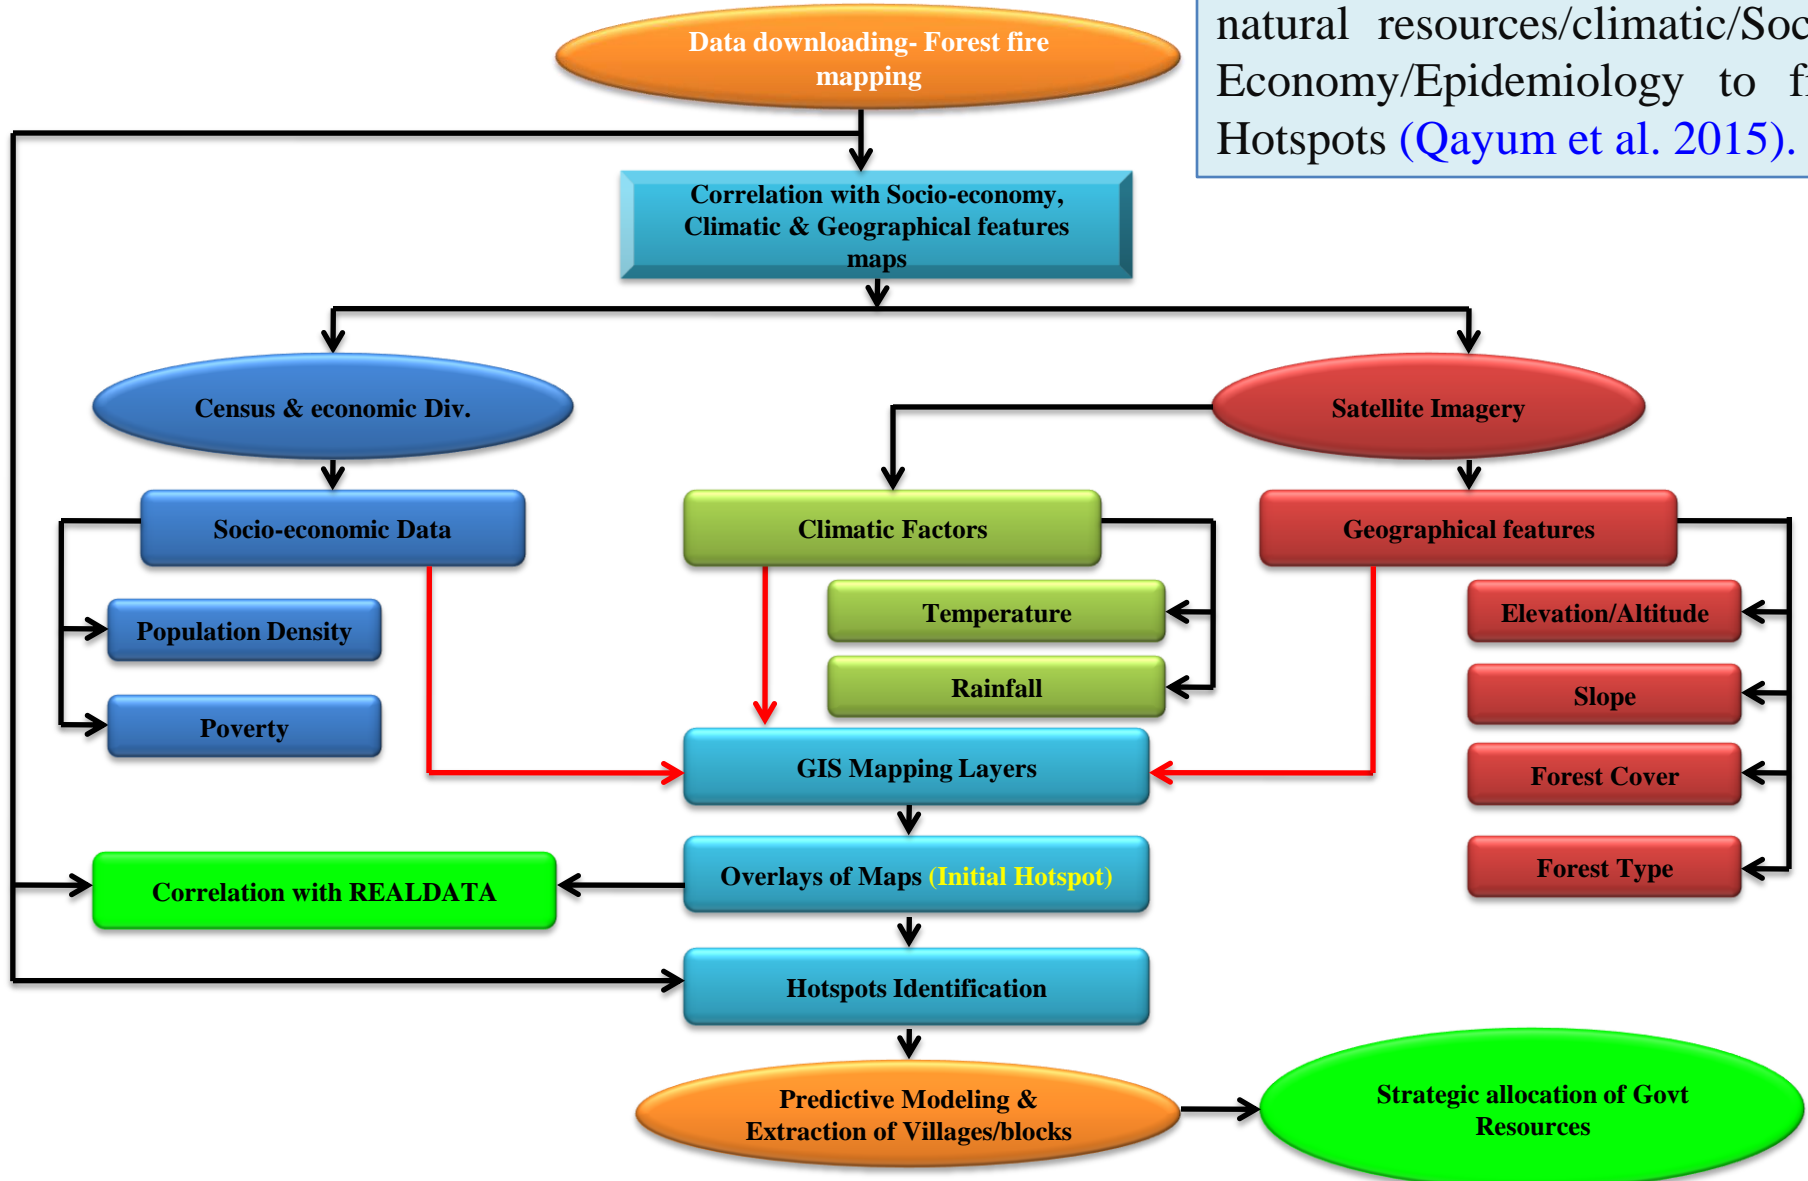 natural resources/climatic/Soc
Economy/Epidemiology to fi
Hotspots (Qayum et al. 2015).
Data downloading- Forest fire
mapping
Correlation with Socio-economy,
Climatic & Geographical features
maps
Census & economic Div.
Satellite Imagery
Socio-economic Data
Climatic Factors
Geographical features
Population Density
Temperature
Elevation/Altitude
Poverty
Rainfall
Slope
GIS Mapping Layers
Forest Cover
Correlation with REALDATA
Overlays of Maps (Initial Hotspot)
Forest Type
Hotspots Identification
Predictive Modeling &
Extraction of Villages/blocks
Strategic allocation of Govt
Resources